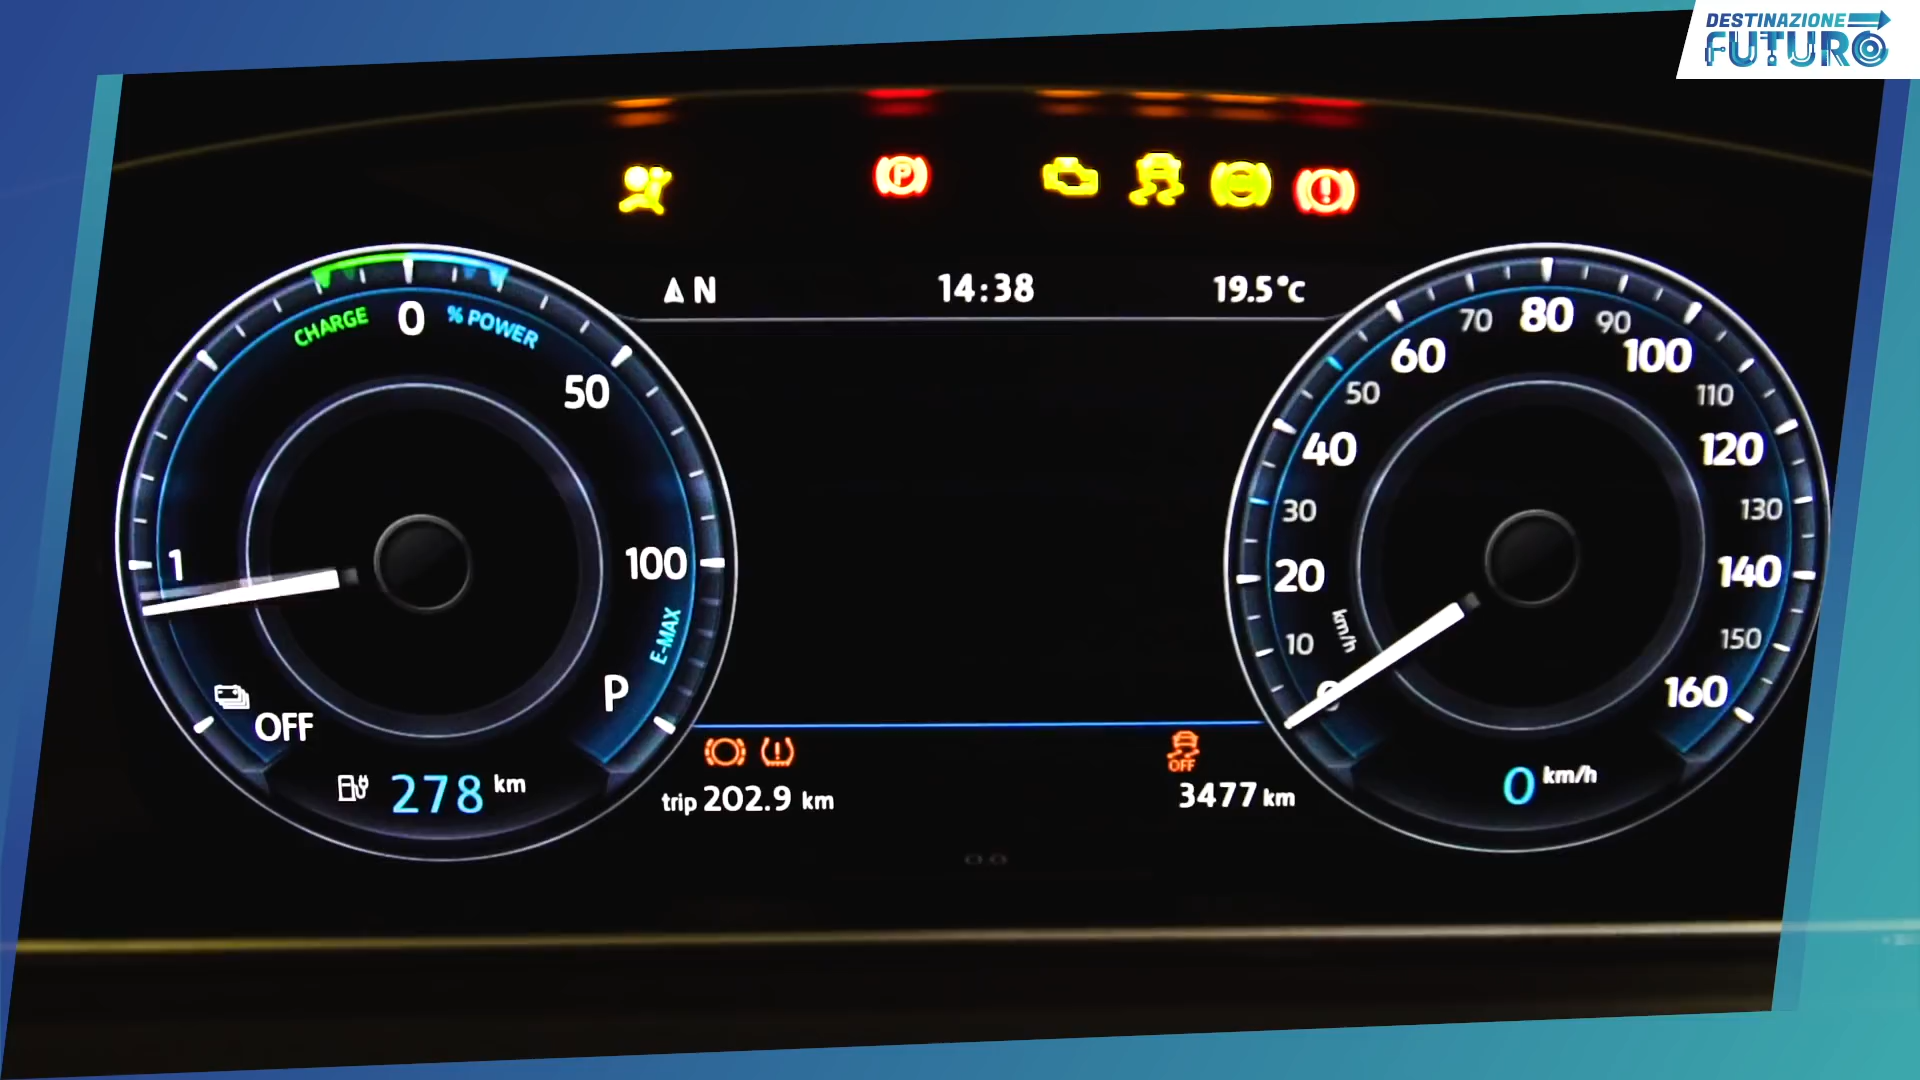 DESTINAZIONE
FUTURO
P
N
14:38
19.5°C
CHARGE
0
% POWER
50
100
E-MAX
1
OFF
P
278 km
trip 202.9 km
OFF
3477 km
0
10
20
30
40
50
60
70
80
90
100
110
120
130
140
150
160
km/h
0 km/h